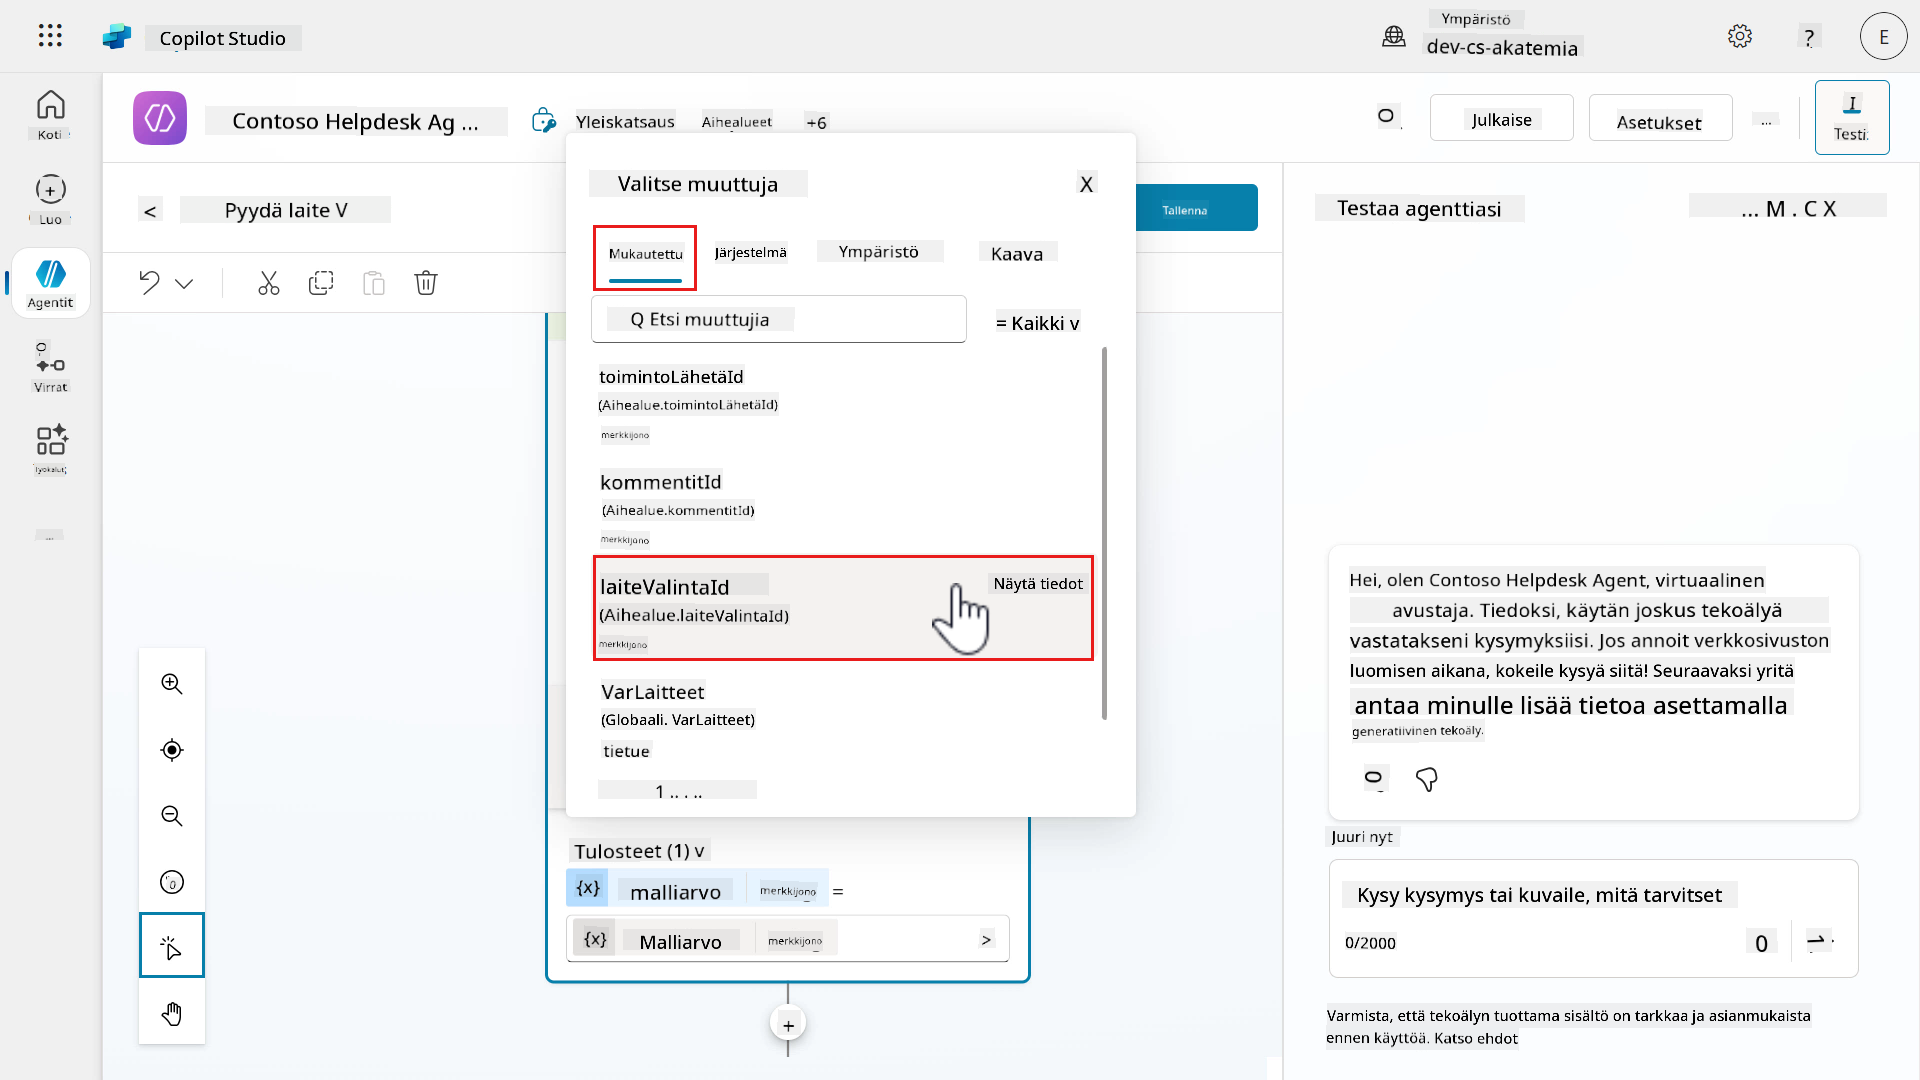 Copilot Studio
Ympäristö
dev-cs-akatemia
?
E
Koti
Luo
Agentit
Virrat
Työkalut
Contoso Helpdesk Ag ...
Yleiskatsaus
Aihealueet
+6
Julkaise
Asetukset
...
Testi
<
Pyydä laite V
Tallenna
Valitse muuttuja
X
Mukautettu
Järjestelmä
Ympäristö
Kaava
Q Etsi muuttujia
= Kaikki v
toimintoLähetäId
(Aihealue.toimintoLähetäId)
merkkijono
kommentitId
(Aihealue.kommentitId)
merkkijono
laiteValintaId
Näytä tiedot
(Aihealue.laiteValintaId)
merkkijono
VarLaitteet
(Globaali. VarLaitteet)
tietue
Tulosteet (1) v
{x} malliarvo merkkijono =
{x} Malliarvo merkkijono >
+
Testaa agenttiasi
... M . C X
Hei, olen Contoso Helpdesk Agent, virtuaalinen
avustaja. Tiedoksi, käytän joskus tekoälyä
vastatakseni kysymyksiisi. Jos annoit verkkosivuston
luomisen aikana, kokeile kysyä siitä! Seuraavaksi yritä
antaa minulle lisää tietoa asettamalla
generatiivinen tekoäly.
Juuri nyt
Kysy kysymys tai kuvaile, mitä tarvitset
0/2000
0
Varmista, että tekoälyn tuottama sisältö on tarkkaa ja asianmukaista
ennen käyttöä. Katso ehdot